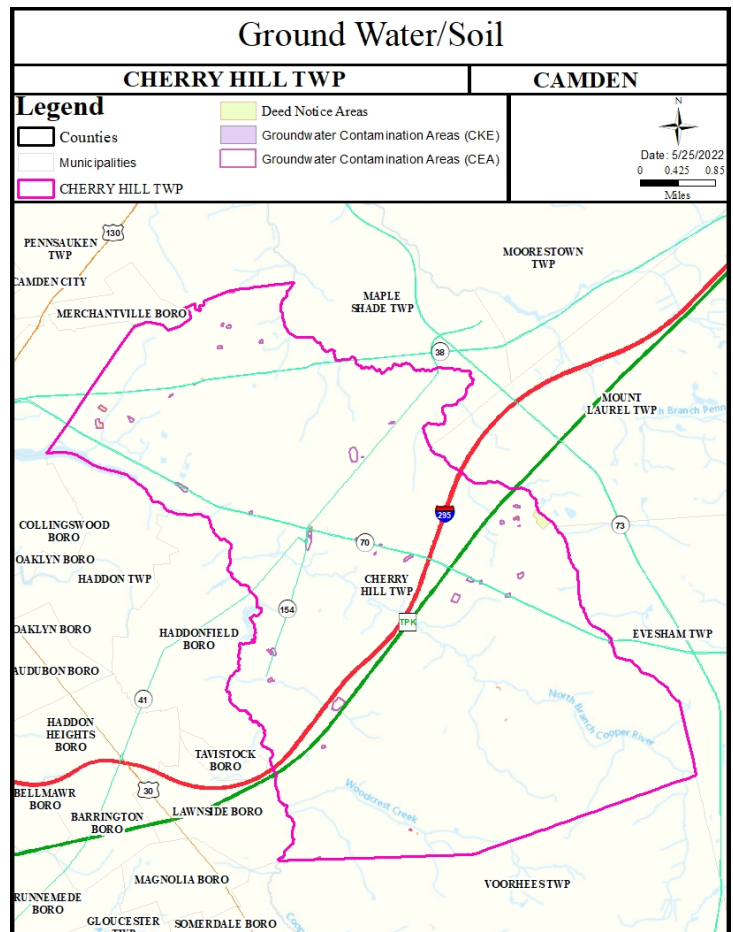 Ground Water/Soil
CHERRY HILL TWP
CAMDEN
Legend
Counties
Municipalities
CHERRY HILL TWP
Deed Notice Areas
Groundwater Contamination Areas (CKE)
Groundwater Contamination Areas (CEA)
N
Date: 5/25/2022
0 0.425 0.85
Miles
130
PENNSAUKEN
TWP
MOORESTOWN
TWP
CAMDEN CITY
MAPLE
SHADE TWP
MERCHANTVILLE BORO
38
MOUNT
LAUREL TWP
h Branch Penn
295
COLLINGSWOOD
BORO
73
70
OAKLYN BORO
HADDON TWP
CHERRY
HILL TWP
154
TPK
OAKLYN BORO
HADDONFIELD
BORO
EVESHAM TWP
AUDUBON BORO
41
North Branch Cooper River
HADDON
HEIGHTS
BORO
TAVISTOCK
BORO
30
BELLMAWR
BORO
Woodcrest Creek
LAWNSIDE BORO
BARRINGTON
BORO
MAGNOLIA BORO
VOORHEES TWP
RUNNEMEDE
BORO
GLOUCESTER
TWP
SOMERDALE BORO
Coo